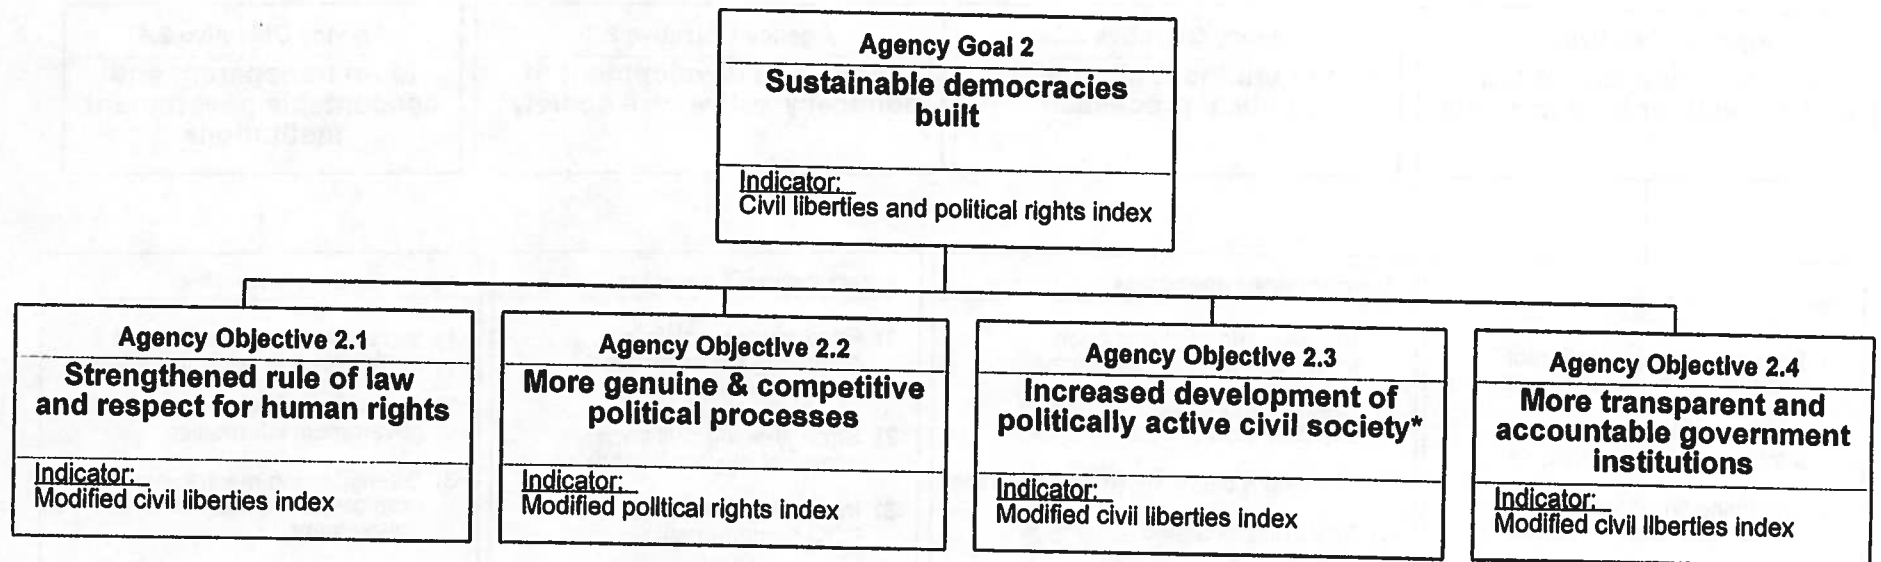 Agency Goal 2
Sustainable democracies
built
Indicator:
Civil liberties and political rights index
Agency Objective 2.1
Strengthened rule of law
and respect for human rights
Indicator:
Modified civil liberties index
Agency Objective 2.2
More genuine & competitive
political processes
Indicator:
Modified political rights index
Agency Objective 2.3
Increased development of
politically active civil society*
Indicator:
Modified civil liberties index
Agency Objective 2.4
More transparent and
accountable government
institutions
Indicator:
Modified civil liberties index